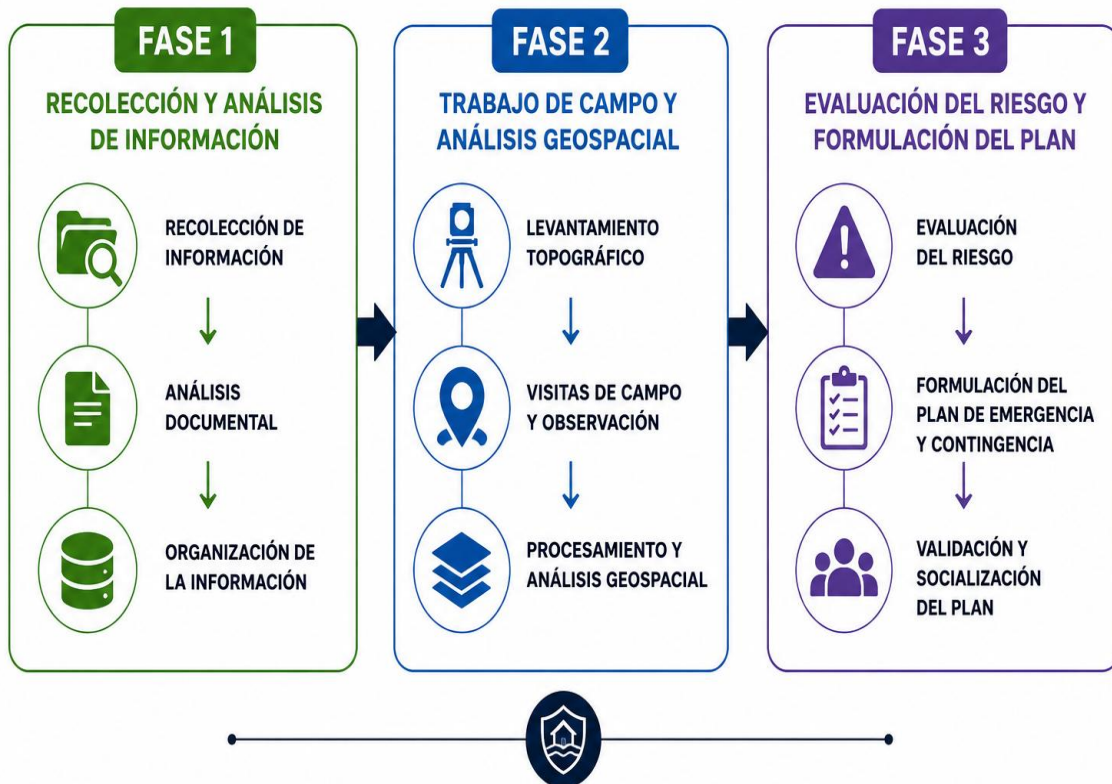 FASE 1
RECOLECCIÓN Y ANÁLISIS
DE INFORMACIÓN
RECOLECCIÓN DE
INFORMACIÓN
ANÁLISIS
DOCUMENTAL
ORGANIZACIÓN DE
LA INFORMACIÓN
FASE 2
TRABAJO DE CAMPO Y
ANÁLISIS GEOSPACIAL
LEVANTAMIENTO
TOPOGRÁFICO
VISITAS DE CAMPO
Y OBSERVACIÓN
PROCESAMIENTO Y
ANÁLISIS GEOSPACIAL
FASE 3
EVALUACIÓN DEL RIESGO Y
FORMULACIÓN DEL PLAN
EVALUACIÓN
DEL RIESGO
FORMULACIÓN DEL
PLAN DE EMERGENCIA
Y CONTINGENCIA
VALIDACIÓN Y
SOCIALIZACIÓN
DEL PLAN